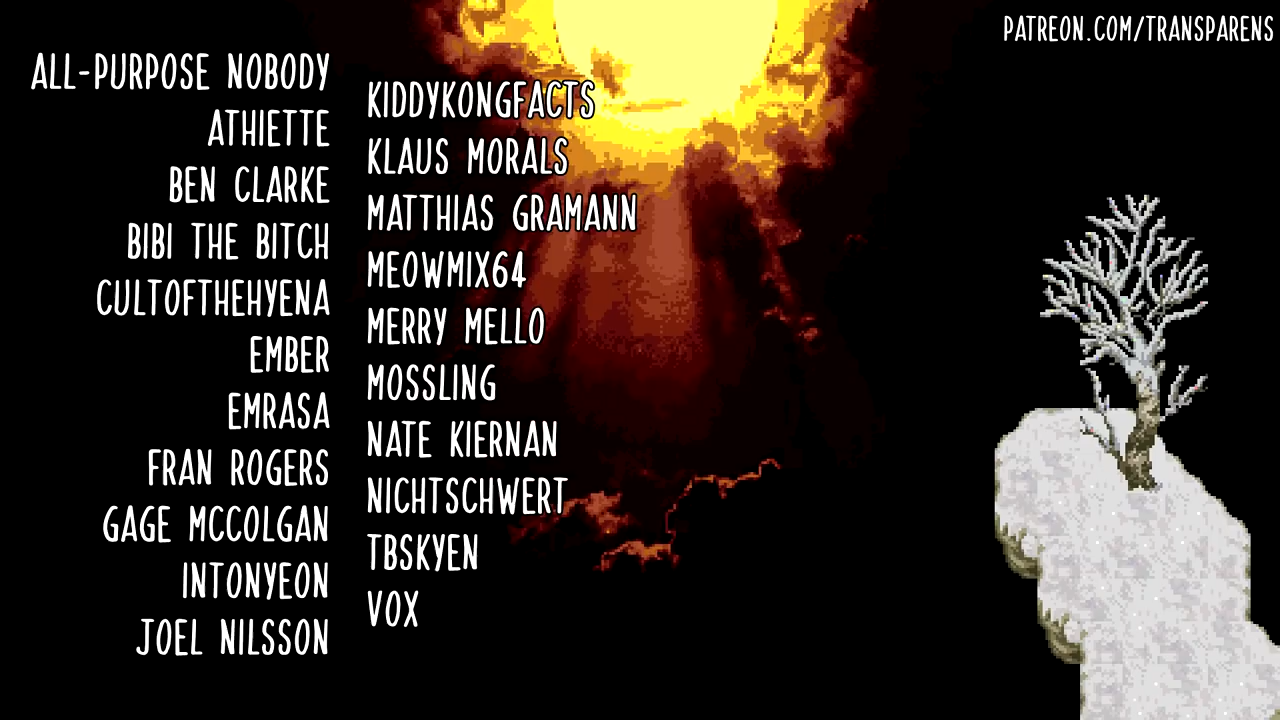 PATREON.COM/TRANSPARENS
ALL-PURPOSE NOBODY
ATHIETTE
BEN CLARKE
BIBI THE BITCH
CULTOFTHEHYENA
EMBER
EMRASA
FRAN ROGERS
GAGE MCCOLGAN
INTONYEON
JOEL NILSSON
KIDDYKONGFACTS
KLAUS MORALS
MATTHIAS GRAMANN
MEOWMIX64
MERRY MELLO
MOSSLING
NATE KIERNAN
NICHTSCHWERT
TBSKYEN
VOX